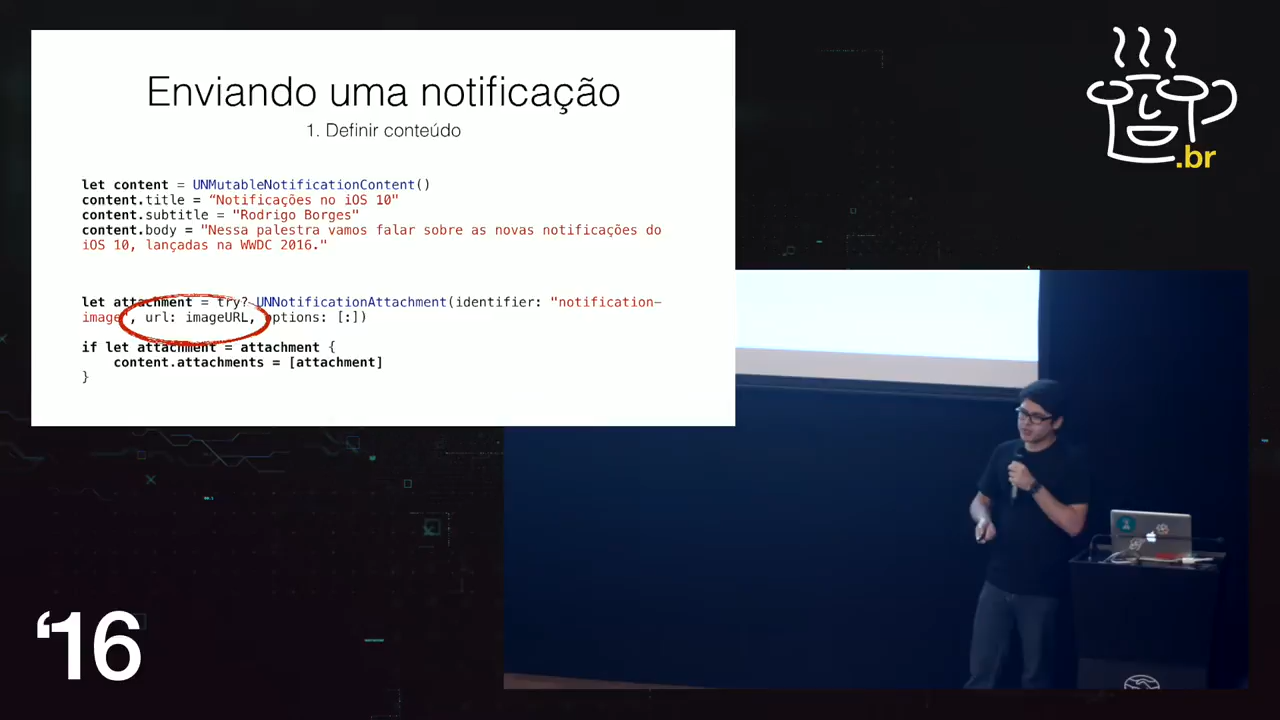 Enviando uma notificação
1. Definir conteúdo
let content = UNMutableNotificationContent()
content.title = “Notificações no iOS 10"
content.subtitle = "Rodrigo Borges"
content.body = "Nessa palestra vamos falar sobre as novas notificações do
iOS 10, lançadas na WWDC 2016."
let attachment = try? UNNotificationAttachment(identifier: "notification-
image", url: imageURL, options: [:])
if let attachment = attachment {
content.attachments = [attachment]
}
.br
‘16